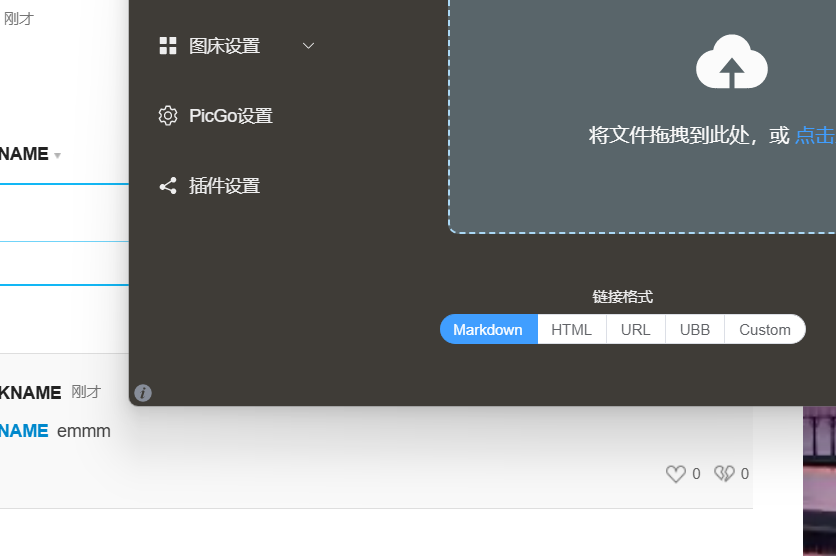 刚才
图床设置
PicGo设置
将文件拖拽到此处，或 点击
NAME
插件设置
链接格式
Markdown HTML URL UBB Custom
KNAME 刚才
NAME emmm
0 0